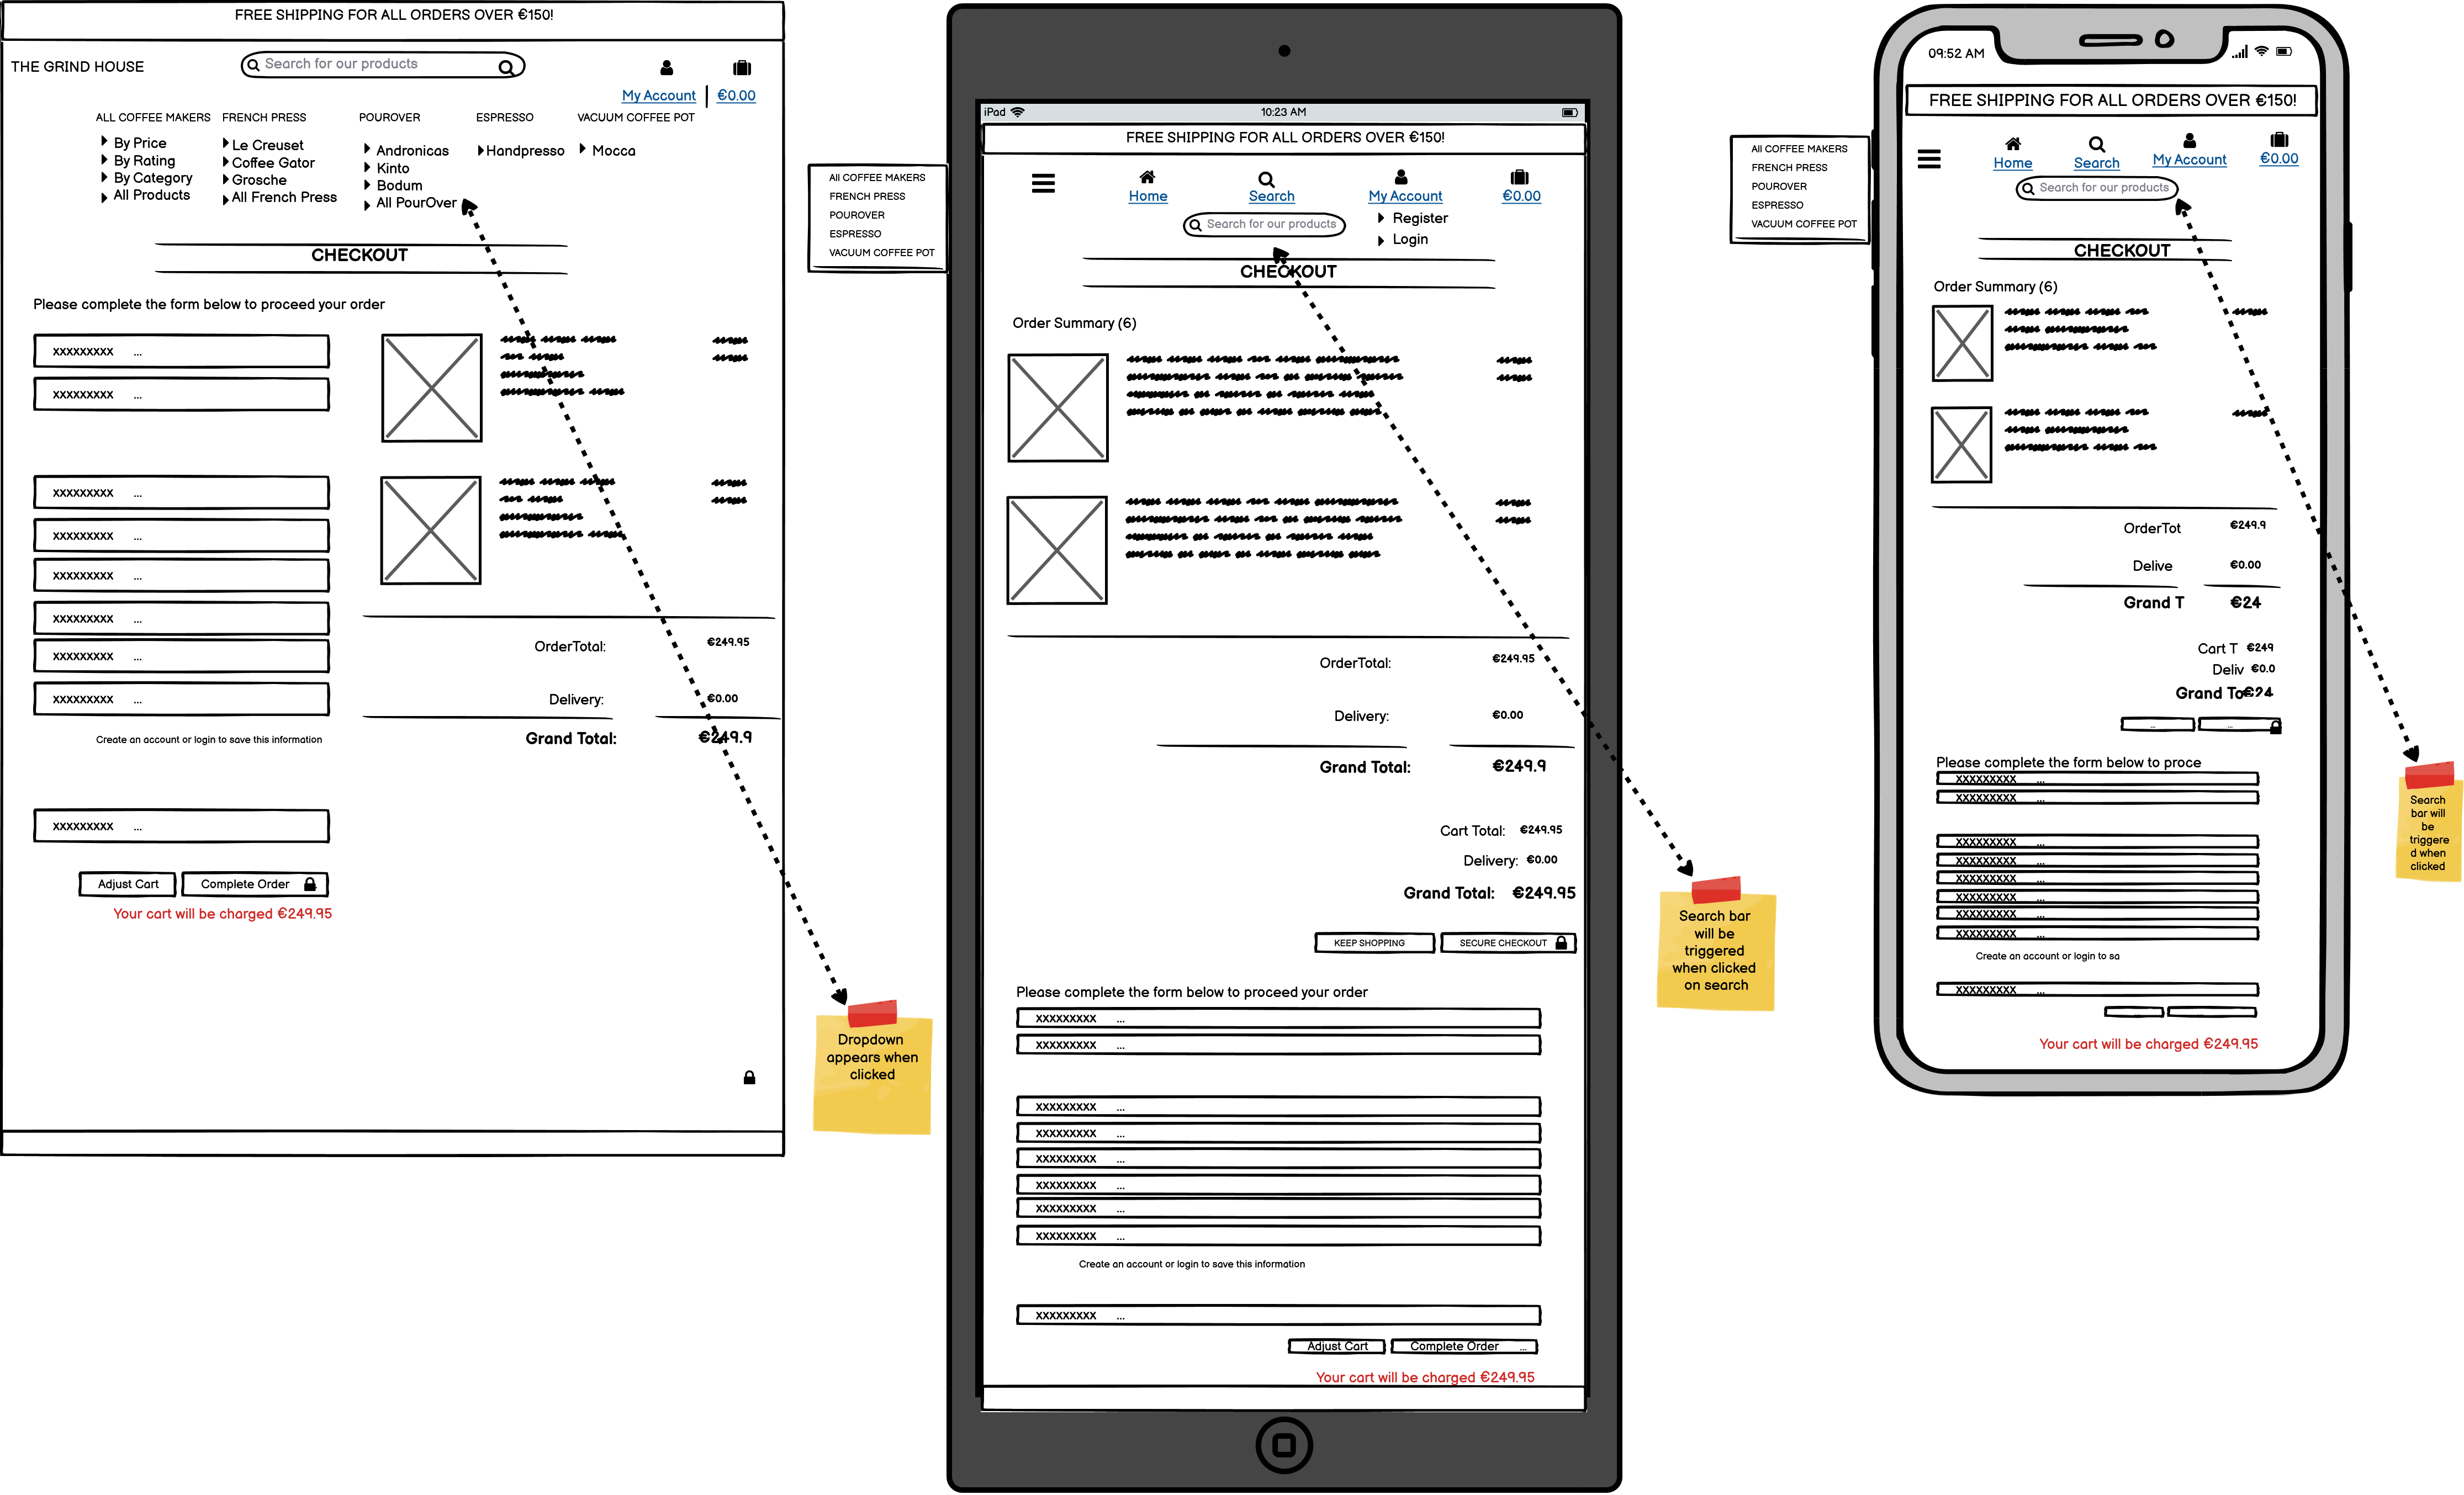 FREE SHIPPING FOR ALL ORDERS OVER €150!
THE GRIND HOUSE
Search for our products
My Account
€0.00
ALL COFFEE MAKERS
FRENCH PRESS
POUROVER
ESPRESSO
VACUUM COFFEE POT
By Price
By Rating
By Category
All Products
Le Creuset
Coffee Gator
Grosche
All French Press
Andronicas
Kinto
Bodum
All PourOver
Handpresso
Mocca
CHECKOUT
Please complete the form below to proceed your order
xxxxxxxxx ...
xxxxxxxxx ...
xxxxxxxxx ...
xxxxxxxxx ...
xxxxxxxxx ...
xxxxxxxxx ...
xxxxxxxxx ...
xxxxxxxxx ...
Create an account or login to save this information
xxxxxxxxx ...
Adjust Cart
Complete Order
Your cart will be charged €249.95
OrderTotal: €249.95
Delivery: €0.00
Grand Total: €249.9
Dropdown
appears when
clicked
All COFFEE MAKERS
FRENCH PRESS
POUROVER
ESPRESSO
VACUUM COFFEE POT
iPad
10:23 AM
FREE SHIPPING FOR ALL ORDERS OVER €150!
Home
Search
My Account
€0.00
Search for our products
Register
Login
CHECKOUT
Order Summary (6)
OrderTotal: €249.95
Delivery: €0.00
Grand Total: €249.9
Cart Total: €249.95
Delivery: €0.00
Grand Total: €249.95
KEEP SHOPPING
SECURE CHECKOUT
Please complete the form below to proceed your order
xxxxxxxxx ...
xxxxxxxxx ...
xxxxxxxxx ...
xxxxxxxxx ...
xxxxxxxxx ...
xxxxxxxxx ...
xxxxxxxxx ...
xxxxxxxxx ...
Create an account or login to save this information
xxxxxxxxx ...
Adjust Cart
Complete Order ...
Your cart will be charged €249.95
Search bar
will be
triggered
when clicked
on search
All COFFEE MAKERS
FRENCH PRESS
POUROVER
ESPRESSO
VACUUM COFFEE POT
09:52 AM
FREE SHIPPING FOR ALL ORDERS OVER €150!
Home
Search
My Account
€0.00
Search for our products
CHECKOUT
Order Summary (6)
OrderTot €249.9
Delive €0.00
Grand T €24
Cart T €249
Deliv €0.0
Grand To €24
...
...
Please complete the form below to proce
xxxxxxxxx ...
xxxxxxxxx ...
xxxxxxxxx ...
xxxxxxxxx ...
xxxxxxxxx ...
xxxxxxxxx ...
xxxxxxxxx ...
xxxxxxxxx ...
Create an account or login to sa
xxxxxxxxx ...
Your cart will be charged €249.95
Search
bar will
be
triggere
d when
clicked